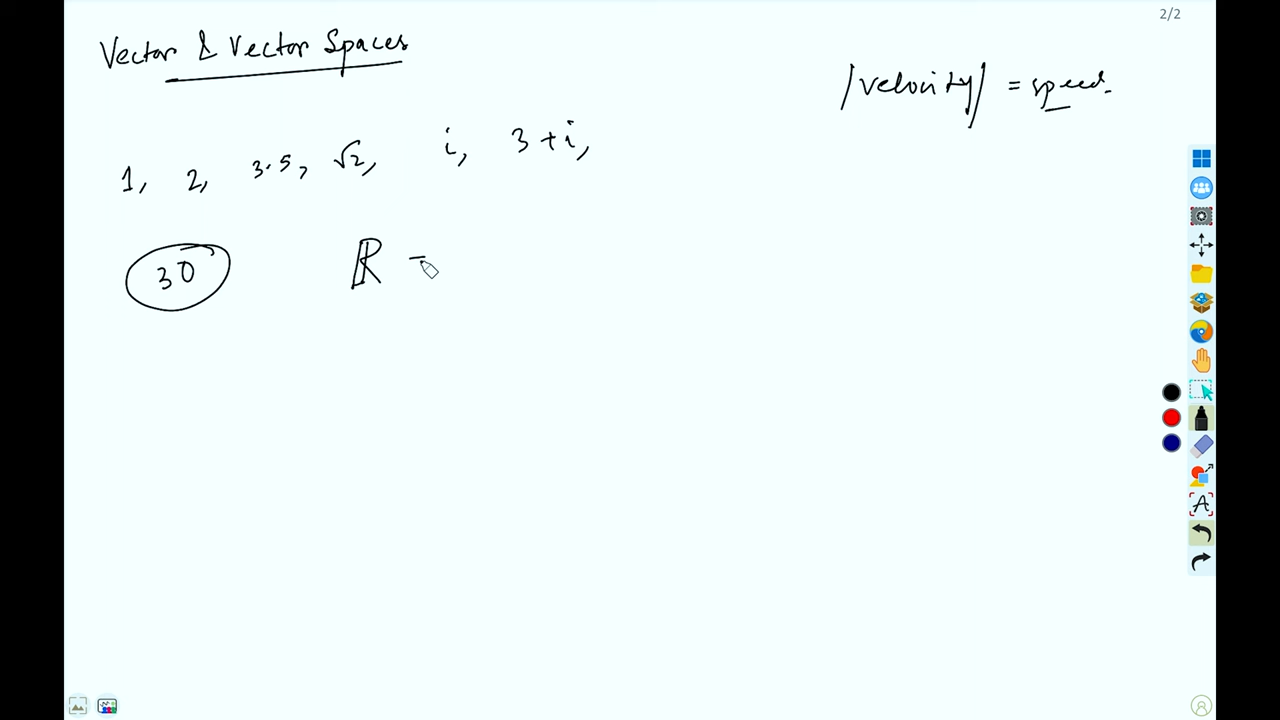 2/2
Vector & Vector Spaces
|velocity| = speed.
1, 2, 3.5, √2, i, 3+i,
30 ℝ -